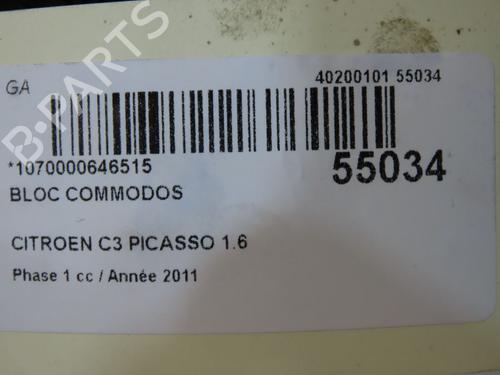 GA
40200101 55034
*1070000646515
55034
BLOC COMMODOS
CITROEN C3 PICASSO 1.6
Phase 1 cc / Année 2011
B-PARTS